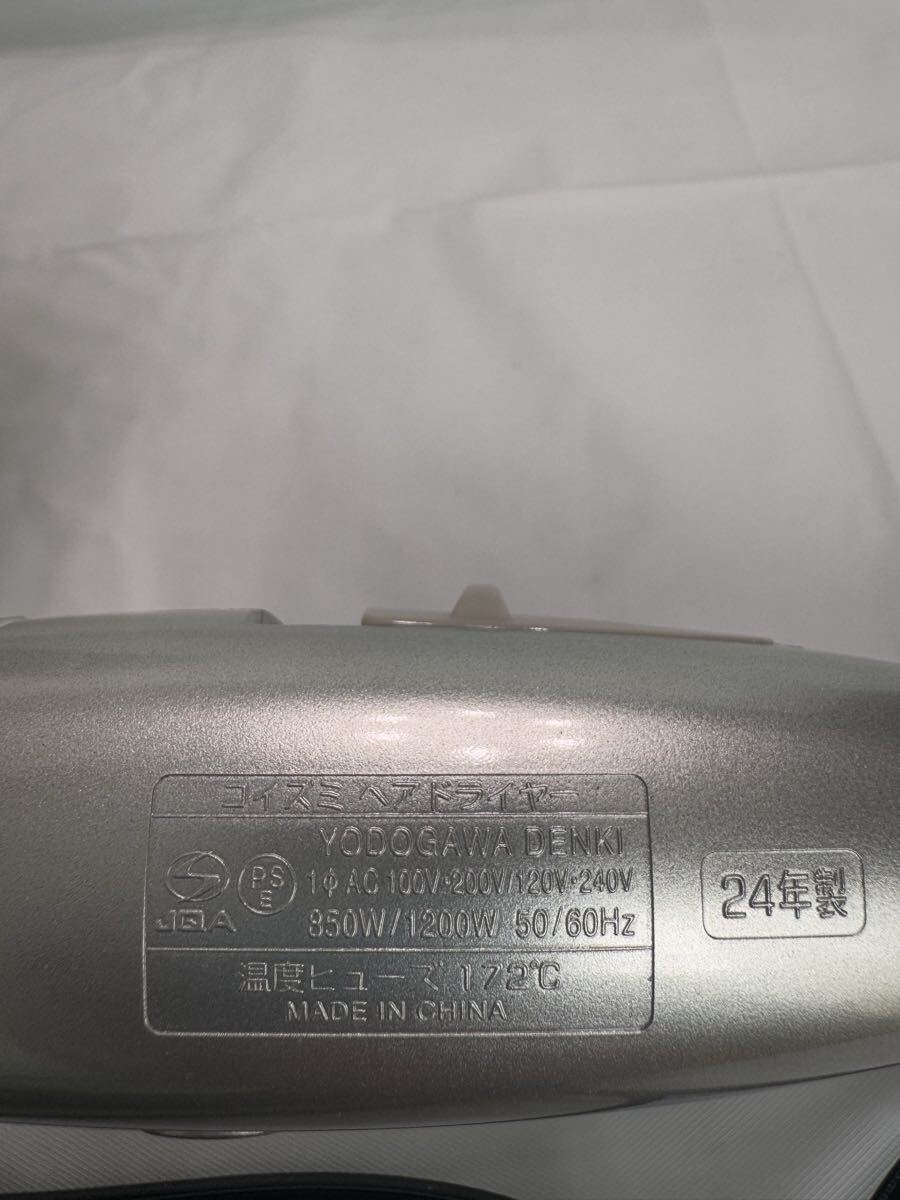 コイズミ ヘアドライヤー
YODOGAWA DENKI
JQA
PS
E
1ϕ AC 100V・200V/120V・240V
850W/1200W 50/60Hz
温度ヒューズ 172℃
MADE IN CHINA
24年製